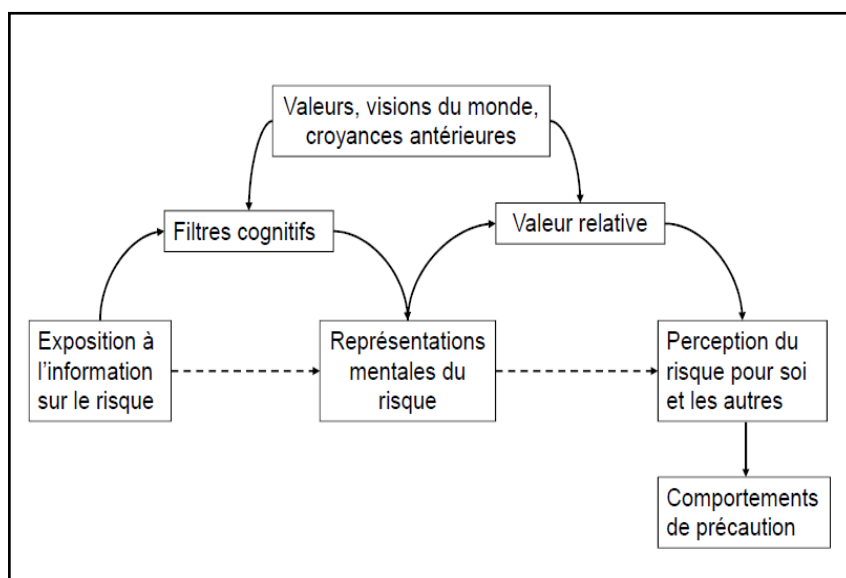 Valeurs, visions du monde,
croyances antérieures
Filtres cognitifs
Valeur relative
Exposition à
l'information
sur le risque
Représentations
mentales du
risque
Perception du
risque pour soi
et les autres
Comportements
de précaution